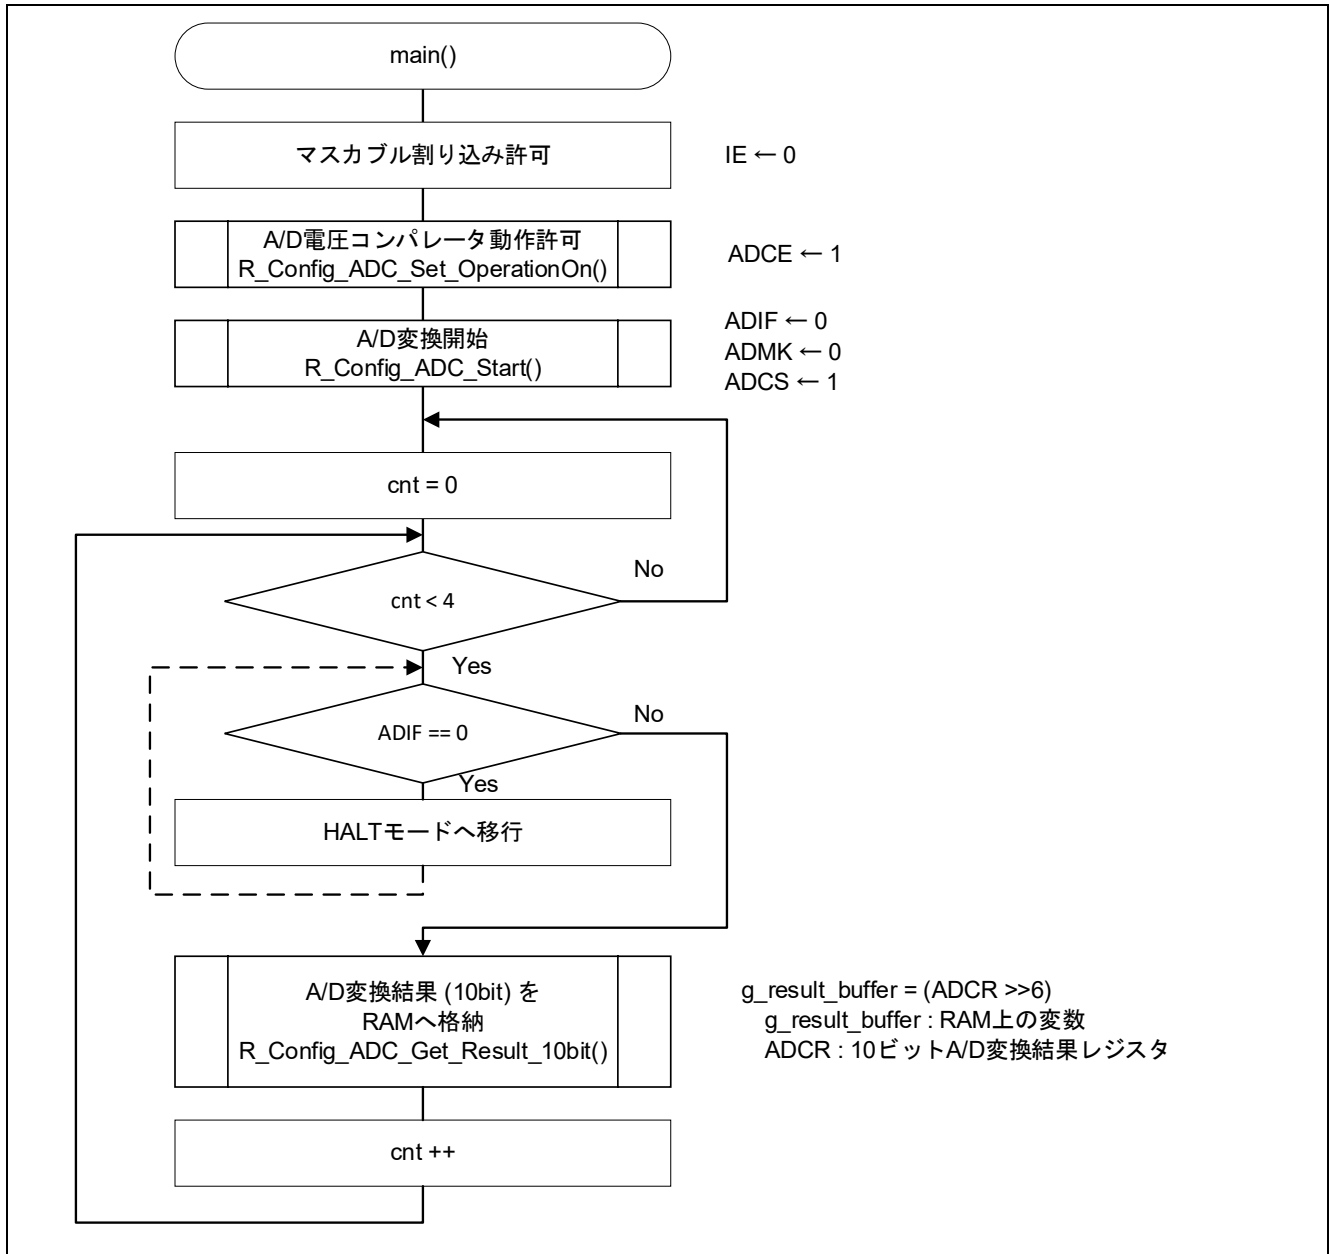 main()
マスカブル割り込み許可
IE ← 0
A/D電圧コンパレータ動作許可
R_Config_ADC_Set_OperationOn()
ADCE ← 1
A/D変換開始
R_Config_ADC_Start()
ADIF ← 0
ADMK ← 0
ADCS ← 1
cnt = 0
cnt < 4
No
Yes
ADIF == 0
No
Yes
HALTモードへ移行
A/D変換結果 (10bit) を
RAMへ格納
R_Config_ADC_Get_Result_10bit()
g_result_buffer = (ADCR >>6)
g_result_buffer : RAM上の変数
ADCR : 10ビットA/D変換結果レジスタ
cnt ++